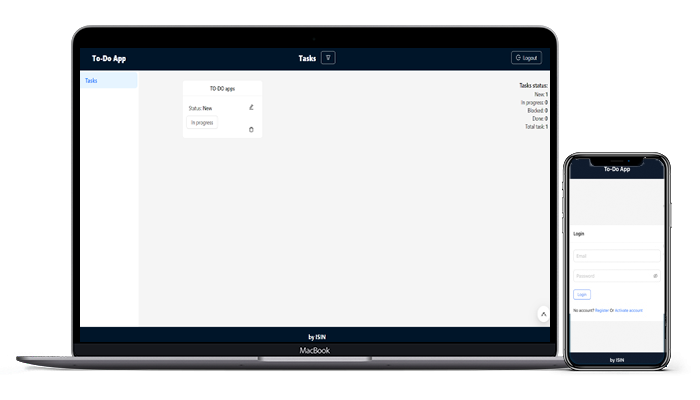 To-Do App
Tasks
Logout
Tasks
TO-DO apps
Status: New
In progress
Tasks status:
New: 1
In progress: 0
Blocked: 0
Done: 0
Total task: 1
by ISIN
MacBook
To-Do App
Login
Email
Password
Login
No account? Register Or Activate account
by ISIN